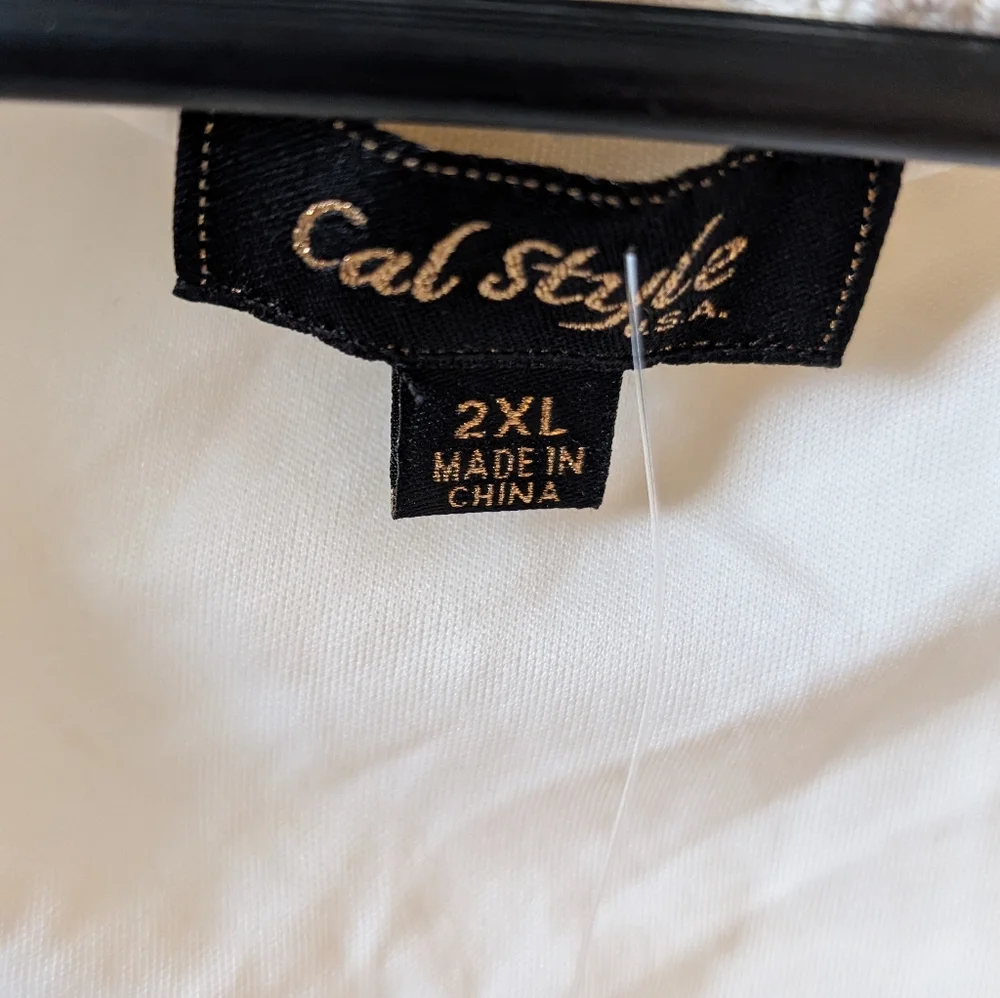 Cal Style
U.S.A.
2XL
MADE IN
CHINA